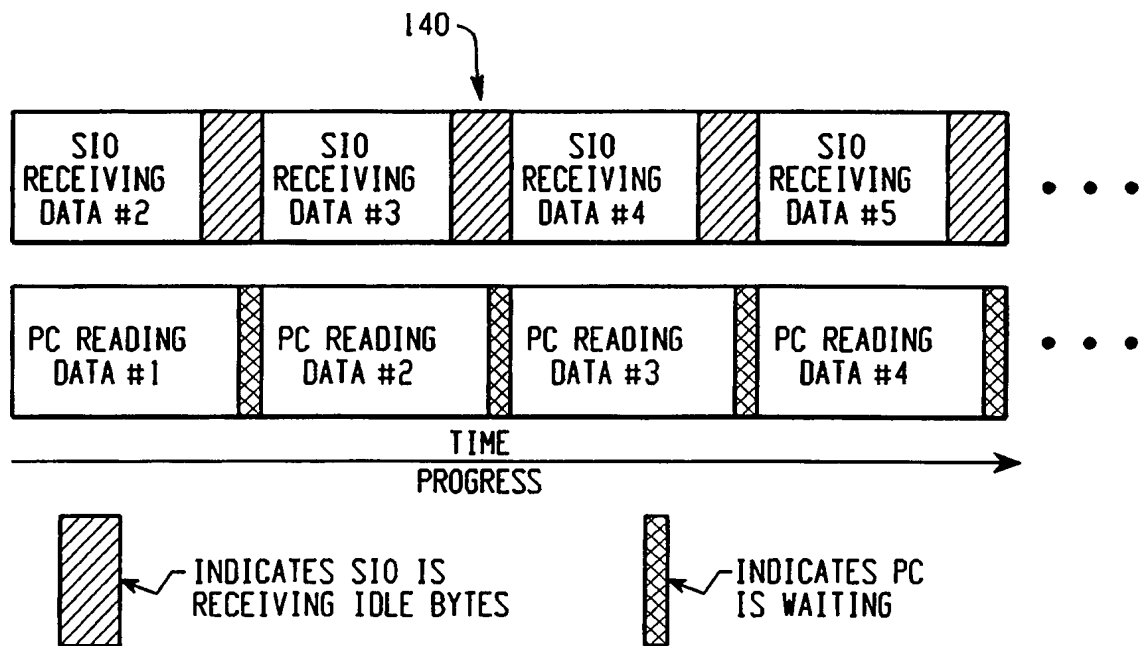 140
SIO
RECEIVING
DATA #2
SIO
RECEIVING
DATA #3
SIO
RECEIVING
DATA #4
SIO
RECEIVING
DATA #5
PC READING
DATA #1
PC READING
DATA #2
PC READING
DATA #3
PC READING
DATA #4
TIME
PROGRESS
INDICATES SIO IS
RECEIVING IDLE BYTES
INDICATES PC
IS WAITING